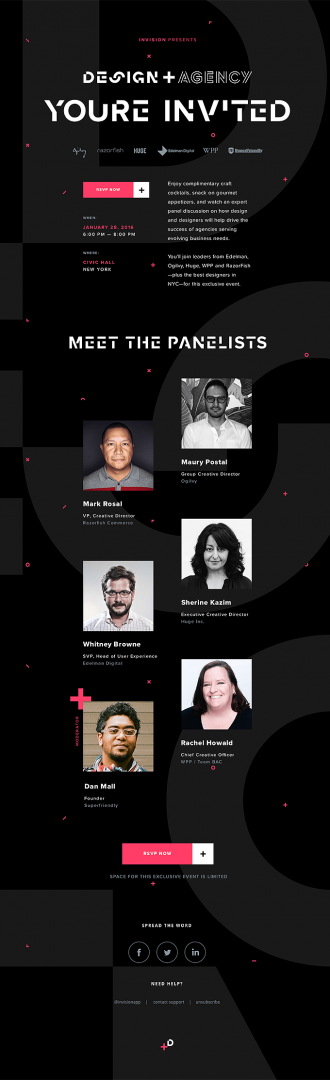 INVISION PRESENTS
DESIGN + AGENCY
YOU'RE INVITED
Ogilvy razorfish HUGE Edelman Digital WPP SuperFriendly
RSVP NOW +
Enjoy complimentary craft
cocktails, snack on gourmet
appetizers, and watch an expert
panel discussion on how design
and designers will help drive the
success of agencies serving
evolving business needs.
WHEN:
JANUARY 28, 2016
6:00 PM — 8:00 PM
WHERE:
CIVIC HALL
NEW YORK
You'll join leaders from Edelman,
Ogilvy, Huge, WPP and Razorfish
—plus the best designers in
NYC—for this exclusive event.
MEET THE PANELISTS
Maury Postal
Group Creative Director
Ogilvy
Mark Rosal
VP, Creative Director
Razorfish Commerce
Sherine Kazim
Executive Creative Director
Huge Inc.
Whitney Browne
SVP, Head of User Experience
Edelman Digital
Rachel Howald
Chief Creative Officer
WPP / Team BAC
MODERATOR
Dan Mall
Founder
Superfriendly
RSVP NOW +
SPACE FOR THIS EXCLUSIVE EVENT IS LIMITED
SPREAD THE WORD
NEED HELP?
@invisionapp | contact support | unsubscribe
+D